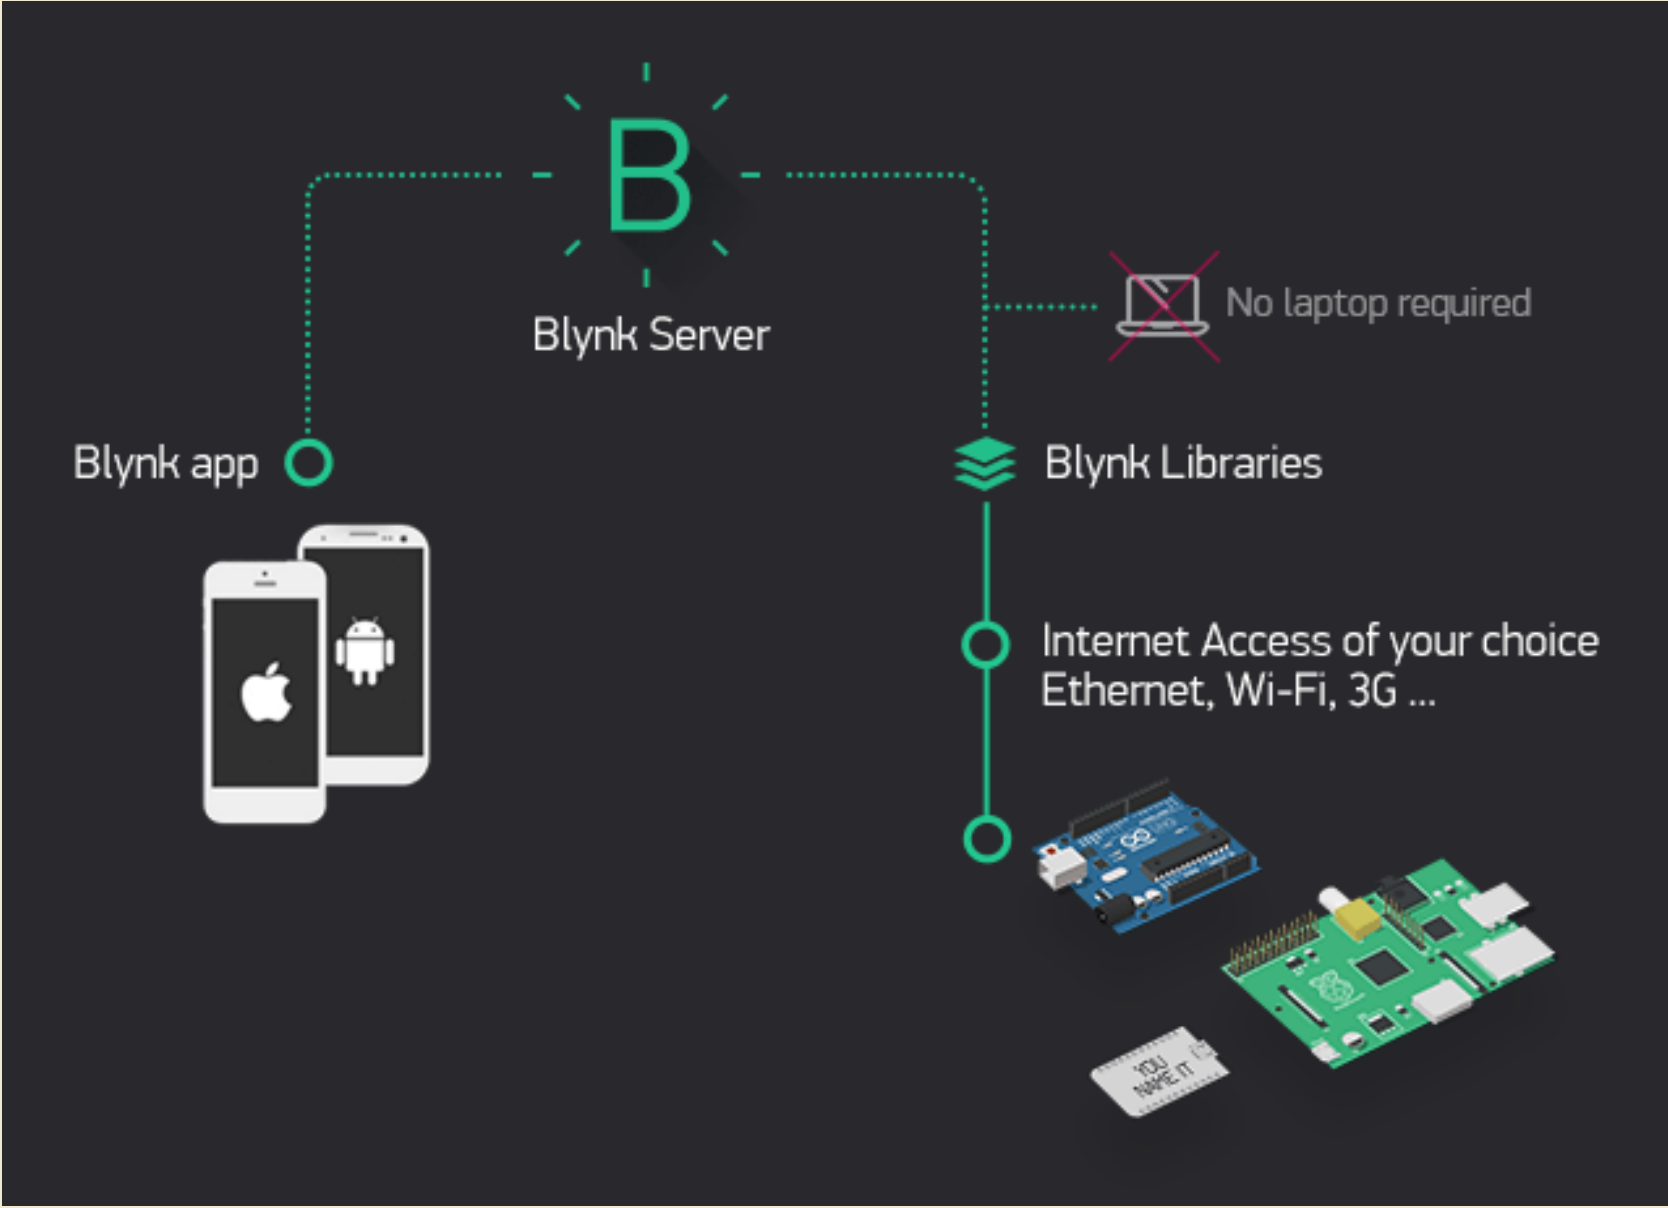 B
Blynk Server
No laptop required
Blynk app
Blynk Libraries
Internet Access of your choice
Ethernet, Wi-Fi, 3G ...
YOU
NAME IT